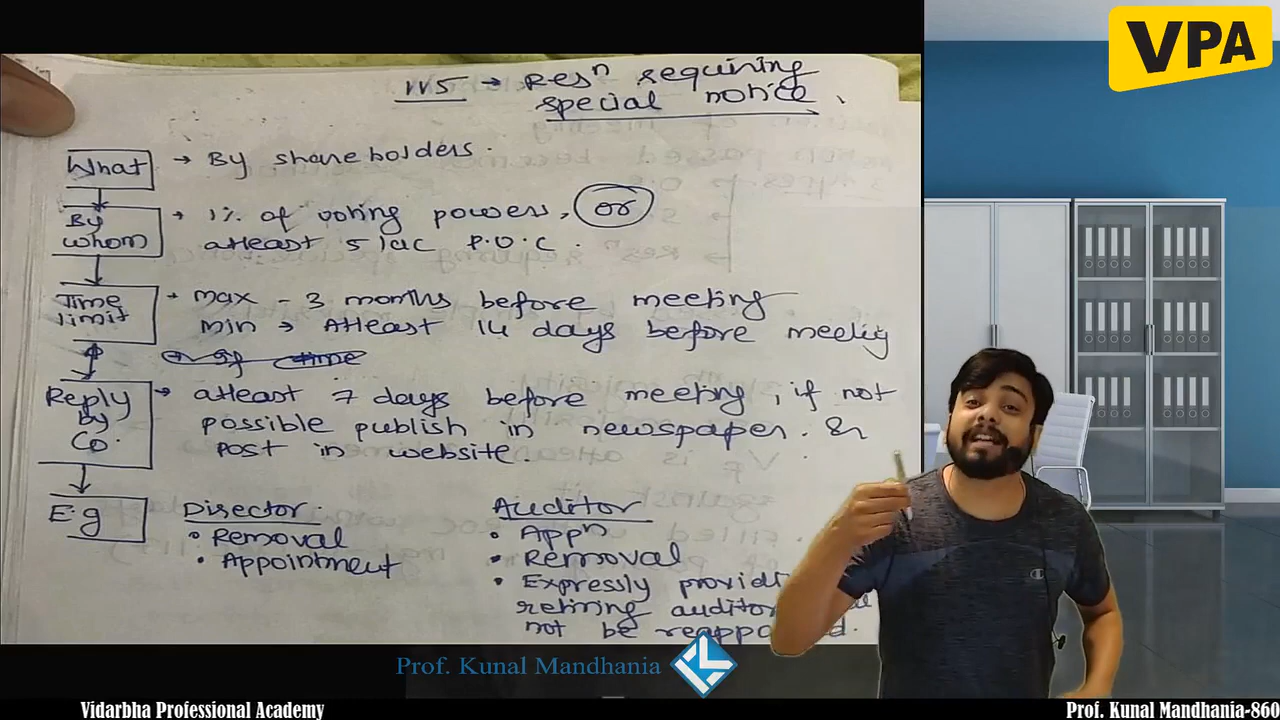 VPA
115 → Resⁿ requiring
special notice.
What → By shareholders.
By whom → 1% of voting powers, or
atleast 5 lac P.O.C.
Time limit → Max - 3 months before meeting
min → Atleast 14 days before meetig
Reply by Co. → atleast 7 days before meeting, if not
possible publish in newspaper. &
post in website.
E.g
Director.
• Removal
• Appointment
Auditor
• Appⁿ
• Removal
• Expressly
retiring auditor
not be
Prof. Kunal Mandhania
Vidarbha Professional Academy
Prof. Kunal Mandhania-860